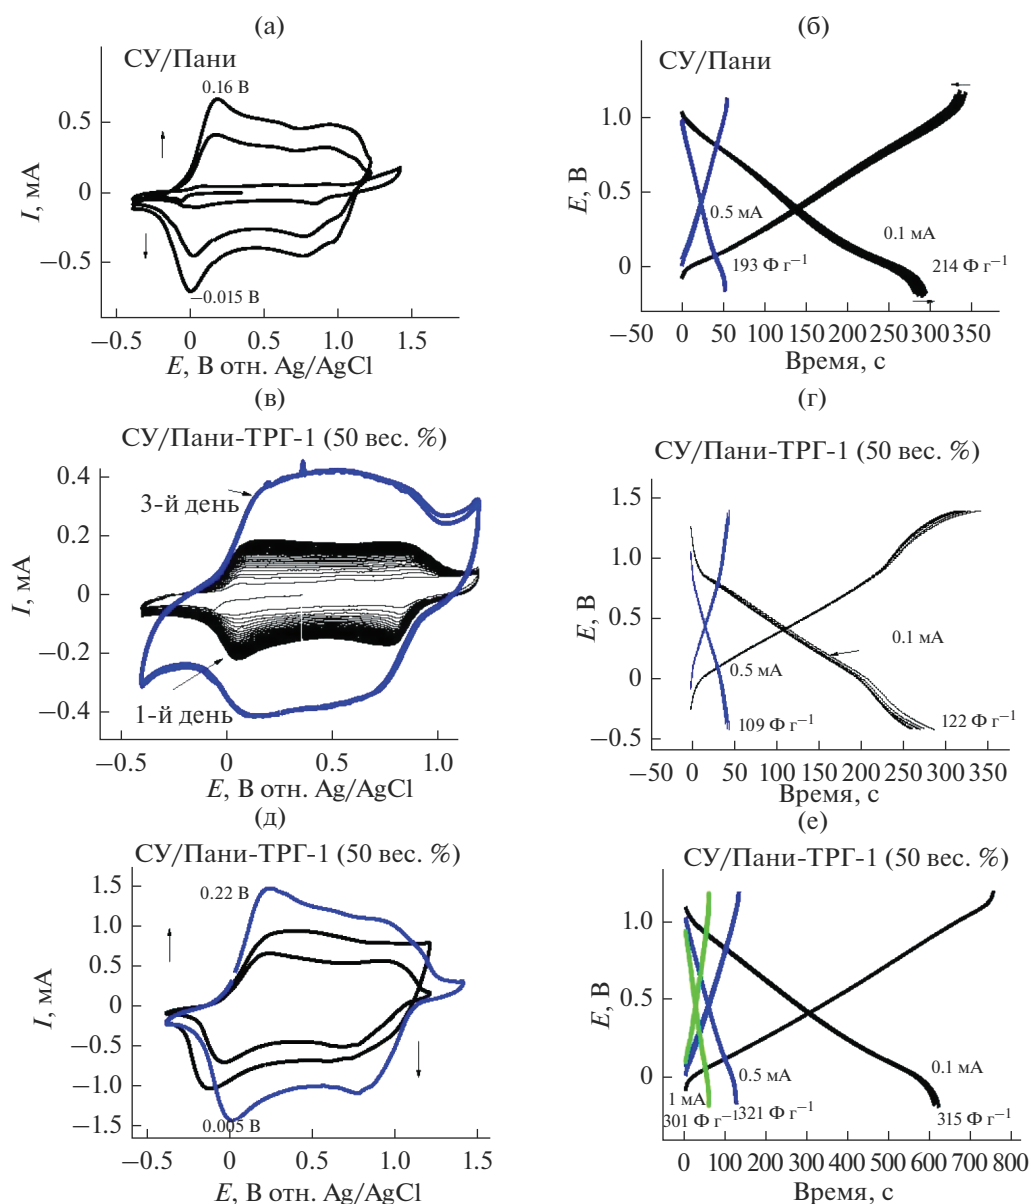 (а)
СУ/Пани
0.16 В
0.5
0
−0.5
−0.015 В
I, мА
−0.5 0 0.5 1.0 1.5
E, В отн. Ag/AgCl
(б)
СУ/Пани
1.0
0.5
0
E, В
0.5 мА
0.1 мА
193 Ф г⁻¹
214 Ф г⁻¹
−50 0 50 100 150 200 250 300 350
Время, с
(в)
СУ/Пани-ТРГ-1 (50 вес. %)
0.4
0.2
0
−0.2
−0.4
I, мА
3-й день
1-й день
−0.5 0 0.5 1.0
E, В отн. Ag/AgCl
(г)
СУ/Пани-ТРГ-1 (50 вес. %)
1.5
1.0
0.5
0
−0.5
E, В
0.1 мА
0.5 мА
109 Ф г⁻¹
122 Ф г⁻¹
−50 0 50 100 150 200 250 300 350
Время, с
(д)
СУ/Пани-ТРГ-1 (50 вес. %)
1.5
1.0
0.5
0
−0.5
−1.0
−1.5
I, мА
0.22 В
0.005 В
−0.5 0 0.5 1.0 1.5
E, В отн. Ag/AgCl
(е)
СУ/Пани-ТРГ-1 (50 вес. %)
1.0
0.5
0
E, В
0.5 мА
0.1 мА
1 мА
301 Ф г⁻¹
321 Ф г⁻¹
315 Ф г⁻¹
0 100 200 300 400 500 600 700 800
Время, с